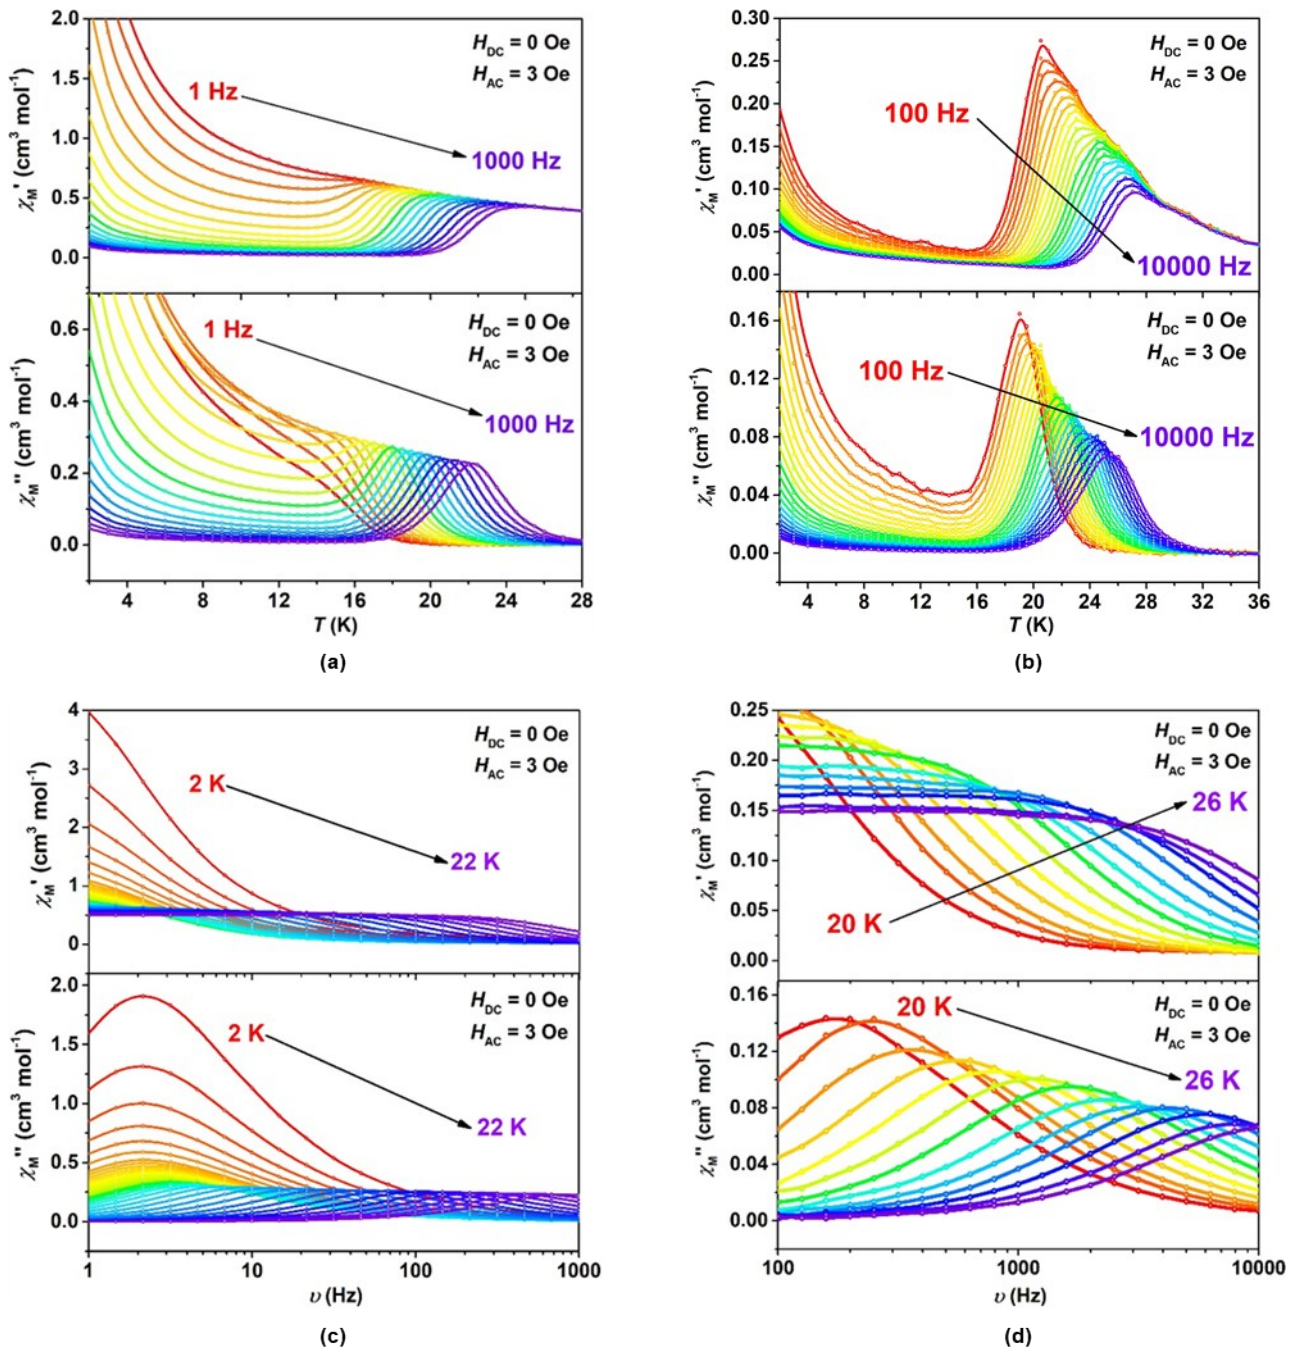 2.0
1.5
1.0
0.5
0.0
χM' (cm³ mol⁻¹)
HDC = 0 Oe
HAC = 3 Oe
1 Hz
1000 Hz
0.6
0.4
0.2
0.0
χM'' (cm³ mol⁻¹)
HDC = 0 Oe
HAC = 3 Oe
1 Hz
1000 Hz
4 8 12 16 20 24 28
T (K)
(a)
0.30
0.25
0.20
0.15
0.10
0.05
0.00
χM' (cm³ mol⁻¹)
HDC = 0 Oe
HAC = 3 Oe
100 Hz
10000 Hz
0.16
0.12
0.08
0.04
0.00
χM'' (cm³ mol⁻¹)
HDC = 0 Oe
HAC = 3 Oe
100 Hz
10000 Hz
4 8 12 16 20 24 28 32 36
T (K)
(b)
4
3
2
1
0
χM' (cm³ mol⁻¹)
HDC = 0 Oe
HAC = 3 Oe
2 K
22 K
2.0
1.5
1.0
0.5
0.0
χM'' (cm³ mol⁻¹)
HDC = 0 Oe
HAC = 3 Oe
2 K
22 K
1 10 100 1000
υ (Hz)
(c)
0.25
0.20
0.15
0.10
0.05
0.00
χM' (cm³ mol⁻¹)
HDC = 0 Oe
HAC = 3 Oe
26 K
20 K
0.16
0.12
0.08
0.04
0.00
χM'' (cm³ mol⁻¹)
HDC = 0 Oe
HAC = 3 Oe
20 K
26 K
100 1000 10000
υ (Hz)
(d)